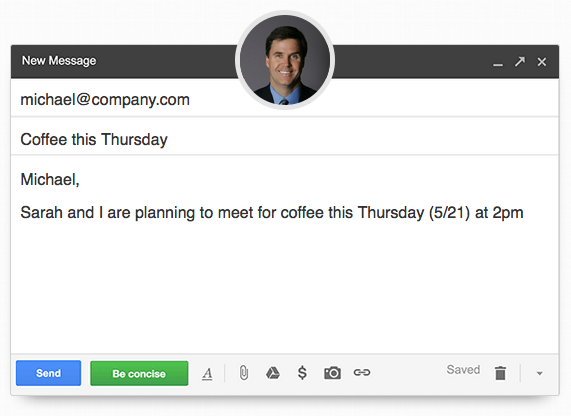 New Message
michael@company.com
Coffee this Thursday
Michael,
Sarah and I are planning to meet for coffee this Thursday (5/21) at 2pm
Send
Be concise
A
$
Saved